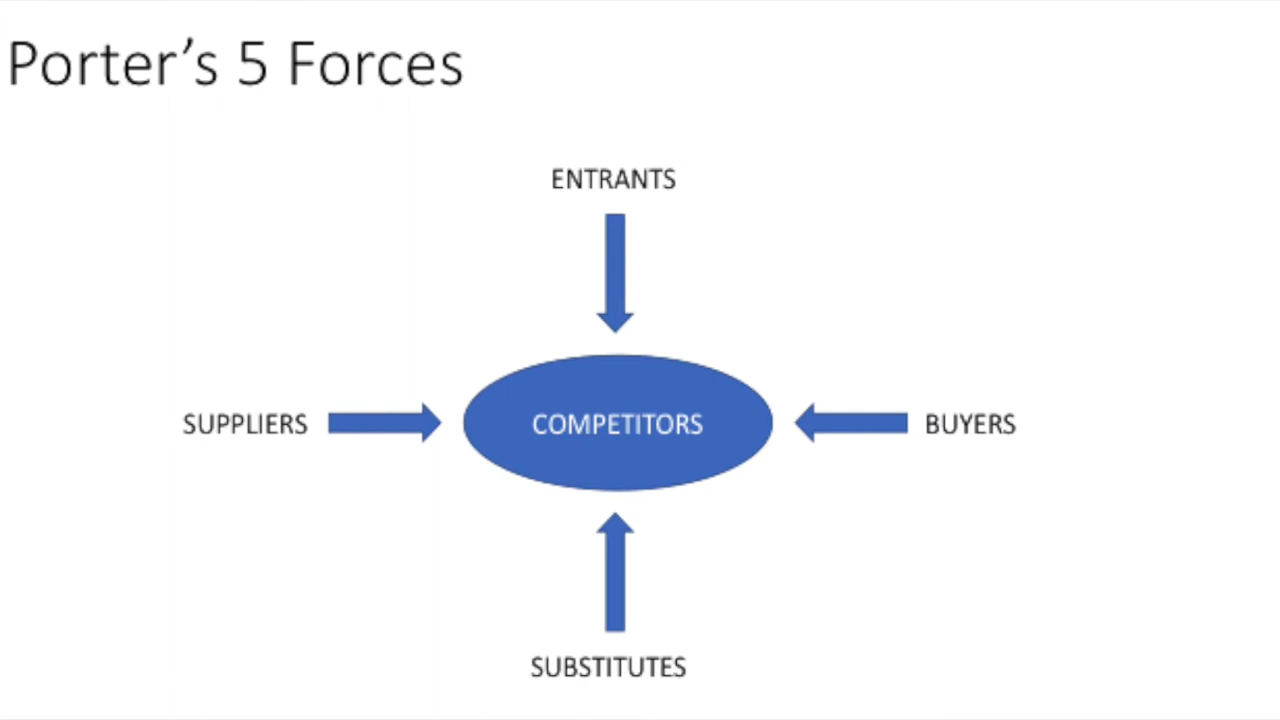 Porter’s 5 Forces
ENTRANTS
SUPPLIERS
COMPETITORS
BUYERS
SUBSTITUTES